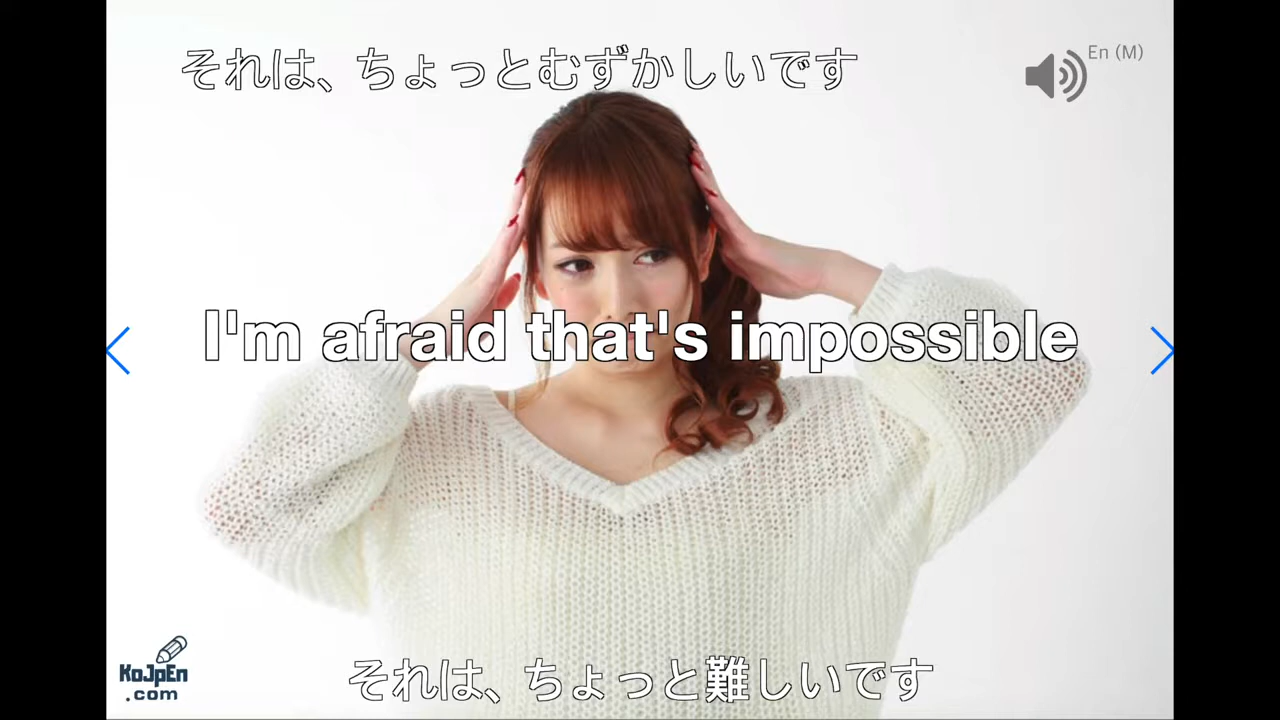 それは、ちょっとむずかしいです
En (M)
I'm afraid that's impossible
KoJpEn
.com
それは、ちょっと難しいです